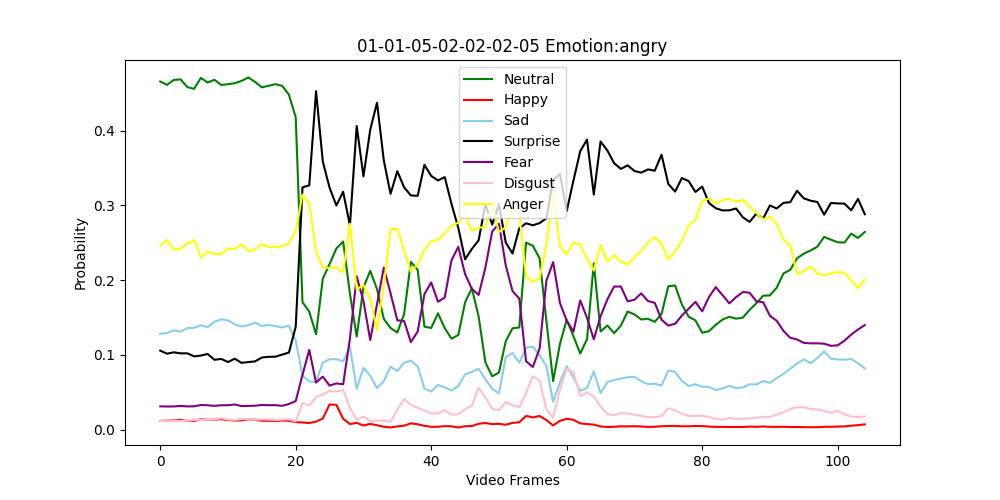 01-01-05-02-02-02-05 Emotion:angry
Neutral
Happy
Sad
Surprise
Fear
Disgust
Anger
Probability
0.4
0.3
0.2
0.1
0.0
0 20 40 60 80 100
Video Frames